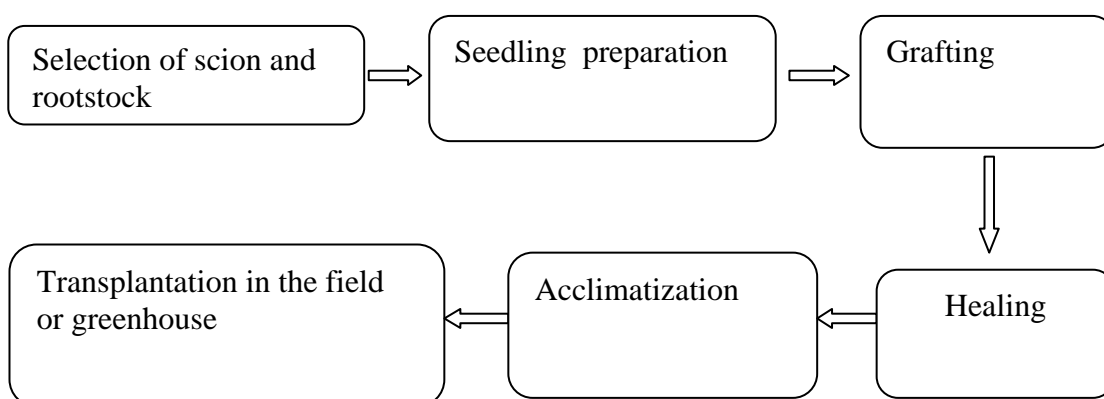 Selection of scion and
rootstock
Seedling preparation
Grafting
Healing
Acclimatization
Transplantation in the field
or greenhouse